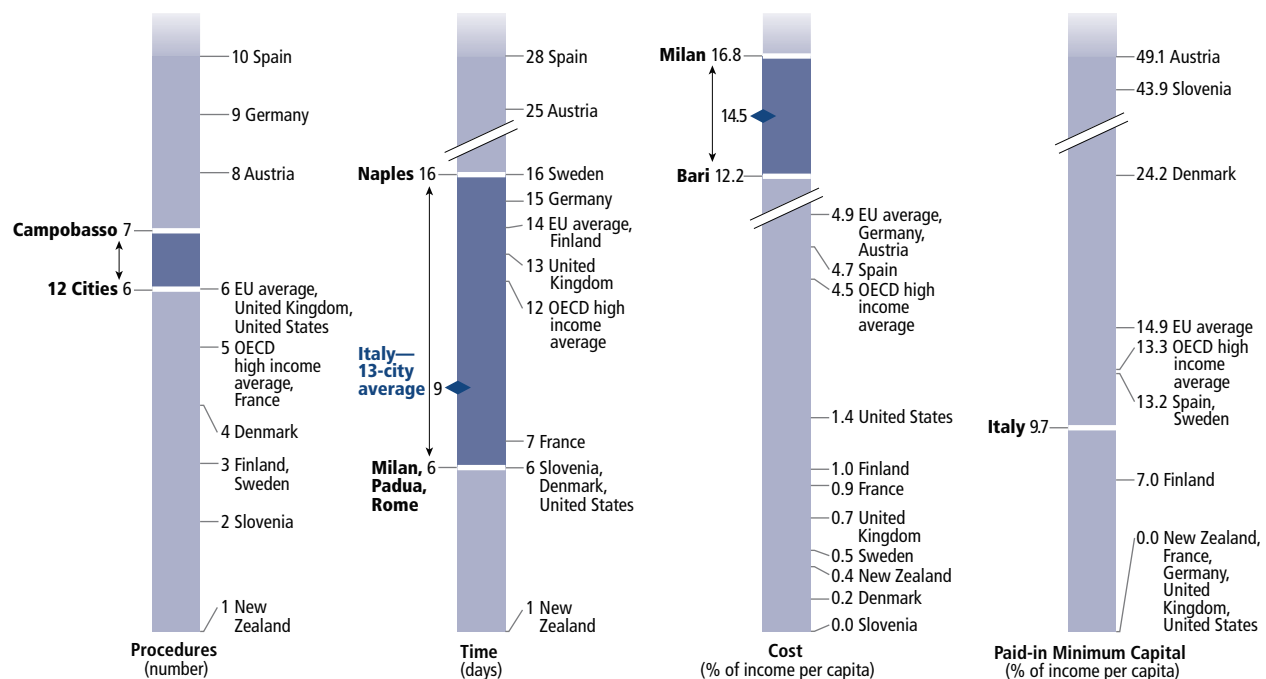 10 Spain
9 Germany
8 Austria
Campobasso 7
12 Cities 6
6 EU average,
United Kingdom,
United States
5 OECD
high income
average,
France
4 Denmark
3 Finland,
Sweden
2 Slovenia
1 New
Zealand
Procedures
(number)
28 Spain
25 Austria
Naples 16
16 Sweden
15 Germany
14 EU average,
Finland
13 United
Kingdom
12 OECD high
income
average
Italy—
13-city
average 9
7 France
Milan, 6
Padua,
Rome
6 Slovenia,
Denmark,
United States
1 New
Zealand
Time
(days)
Milan 16.8
14.5
Bari 12.2
4.9 EU average,
Germany,
Austria
4.7 Spain
4.5 OECD high
income
average
1.4 United States
1.0 Finland
0.9 France
0.7 United
Kingdom
0.5 Sweden
0.4 New Zealand
0.2 Denmark
0.0 Slovenia
Cost
(% of income per capita)
49.1 Austria
43.9 Slovenia
24.2 Denmark
14.9 EU average
13.3 OECD high
income
average
13.2 Spain,
Sweden
Italy 9.7
7.0 Finland
0.0 New Zealand,
France,
Germany,
United
Kingdom,
United States
Paid-in Minimum Capital
(% of income per capita)